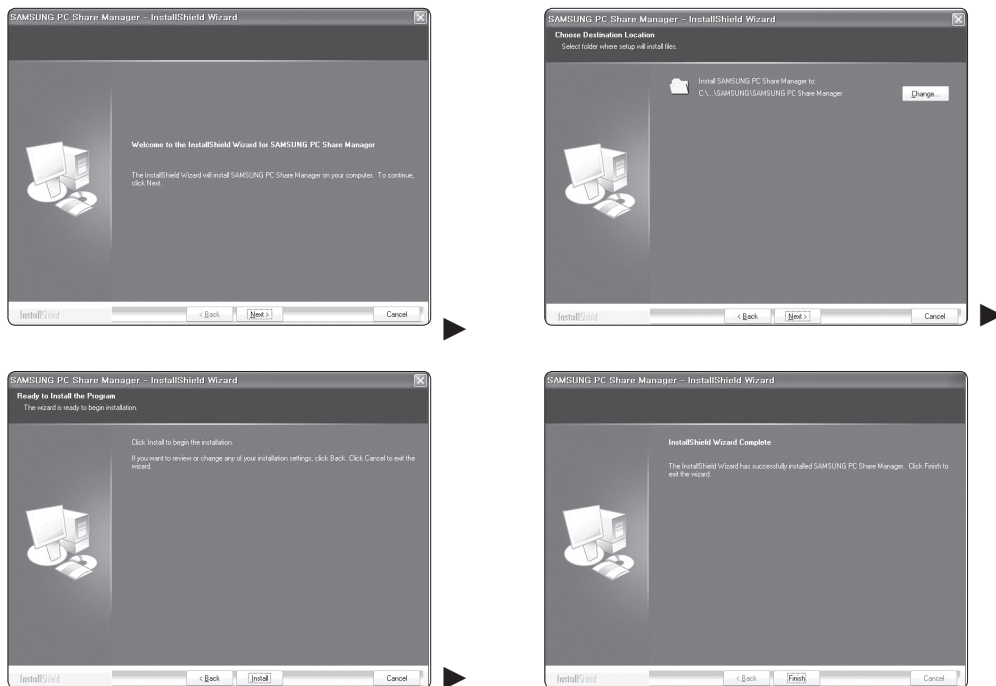 SAMSUNG PC Share Manager - InstallShield Wizard
Welcome to the InstallShield Wizard for SAMSUNG PC Share Manager
The InstallShield Wizard will install SAMSUNG PC Share Manager on your computer. To continue,
click Next.
InstallShield
< Back
Next >
Cancel
SAMSUNG PC Share Manager - InstallShield Wizard
Choose Destination Location
Select folder where setup will install files.
Install SAMSUNG PC Share Manager to:
C:\...\SAMSUNG\SAMSUNG PC Share Manager
Change...
InstallShield
< Back
Next >
Cancel
SAMSUNG PC Share Manager - InstallShield Wizard
Ready to Install the Program
The wizard is ready to begin installation.
Click Install to begin the installation.
If you want to review or change any of your installation settings, click Back. Click Cancel to exit the
wizard.
InstallShield
< Back
Install
Cancel
SAMSUNG PC Share Manager - InstallShield Wizard
InstallShield Wizard Complete
The InstallShield Wizard has successfully installed SAMSUNG PC Share Manager. Click Finish to
exit the wizard.
InstallShield
< Back
Finish
Cancel